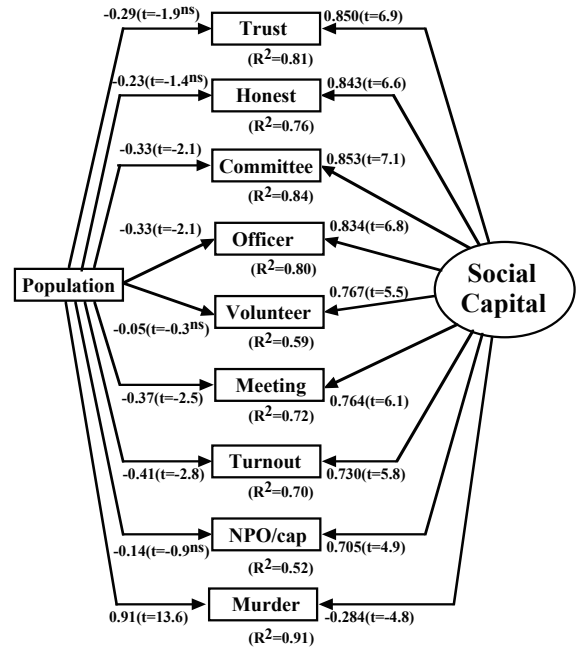 -0.29(t=-1.9ns) Trust 0.850(t=6.9)
(R2=0.81)
-0.23(t=-1.4ns) Honest 0.843(t=6.6)
(R2=0.76)
-0.33(t=-2.1) Committee 0.853(t=7.1)
(R2=0.84)
-0.33(t=-2.1) Officer 0.834(t=6.8)
(R2=0.80)
Population
Social
Capital
-0.05(t=-0.3ns) Volunteer 0.767(t=5.5)
(R2=0.59)
-0.37(t=-2.5) Meeting 0.764(t=6.1)
(R2=0.72)
-0.41(t=-2.8) Turnout 0.730(t=5.8)
(R2=0.70)
-0.14(t=-0.9ns) NPO/cap 0.705(t=4.9)
(R2=0.52)
0.91(t=13.6) Murder -0.284(t=-4.8)
(R2=0.91)